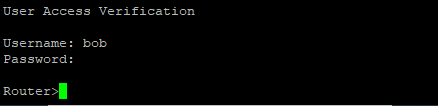 User Access Verification
Username: bob
Password:
Router>